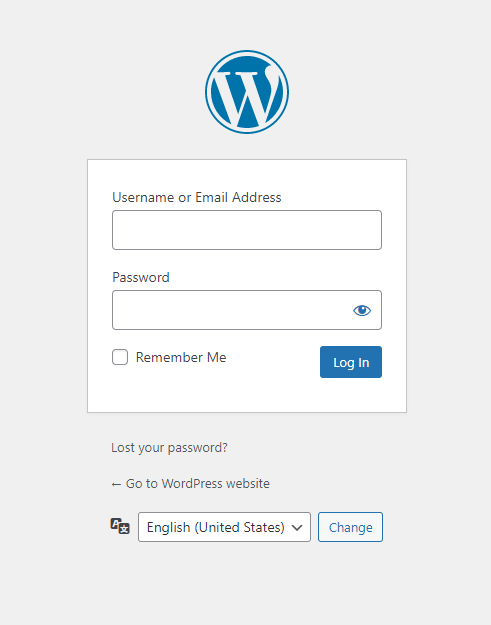 Username or Email Address
Password
Remember Me
Log In
Lost your password?
← Go to WordPress website
English (United States)
Change